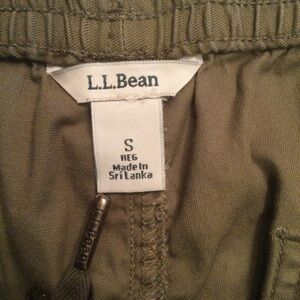 L.L.Bean
S
REG
Made In
Sri Lanka